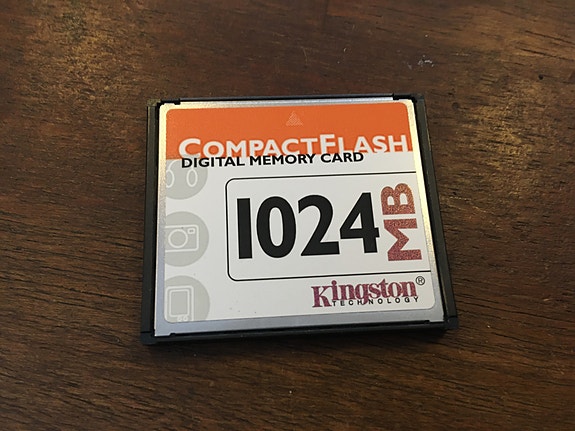 COMPACTFLASH
DIGITAL MEMORY CARD
1024 MB
Kingston®
TECHNOLOGY